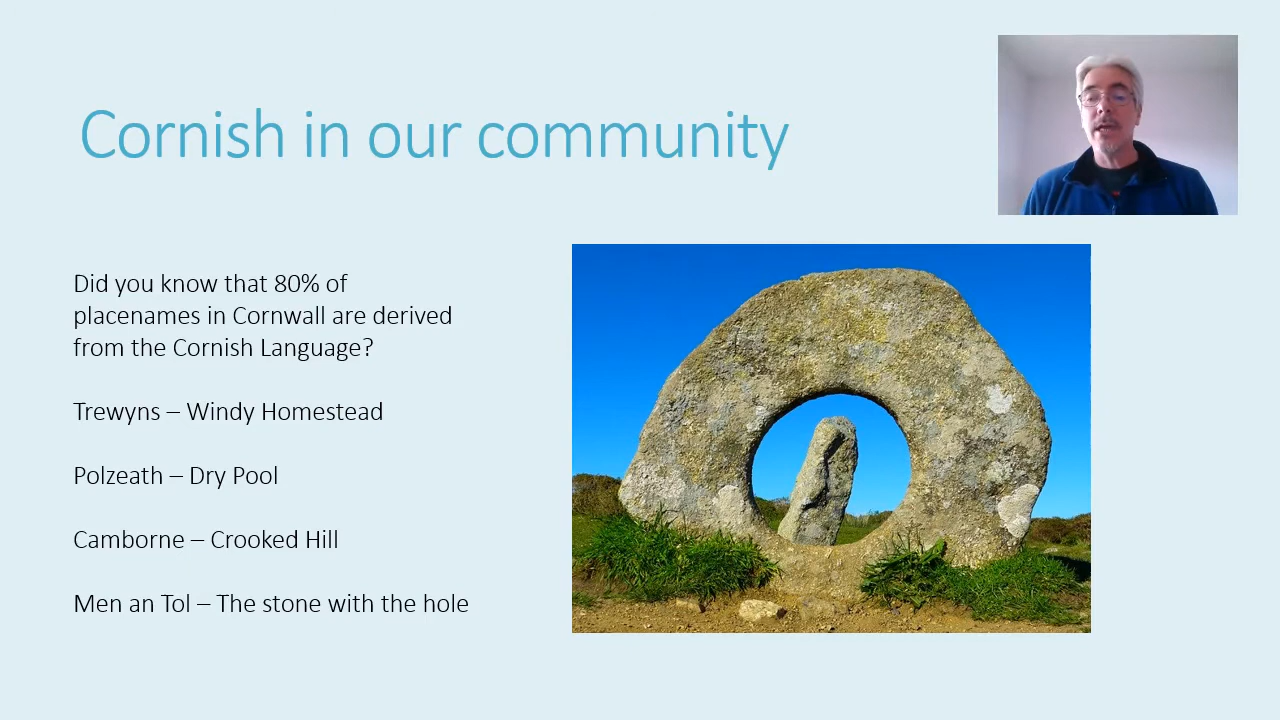 Cornish in our community
Did you know that 80% of
placenames in Cornwall are derived
from the Cornish Language?
Trewyns – Windy Homestead
Polzeath – Dry Pool
Camborne – Crooked Hill
Men an Tol – The stone with the hole